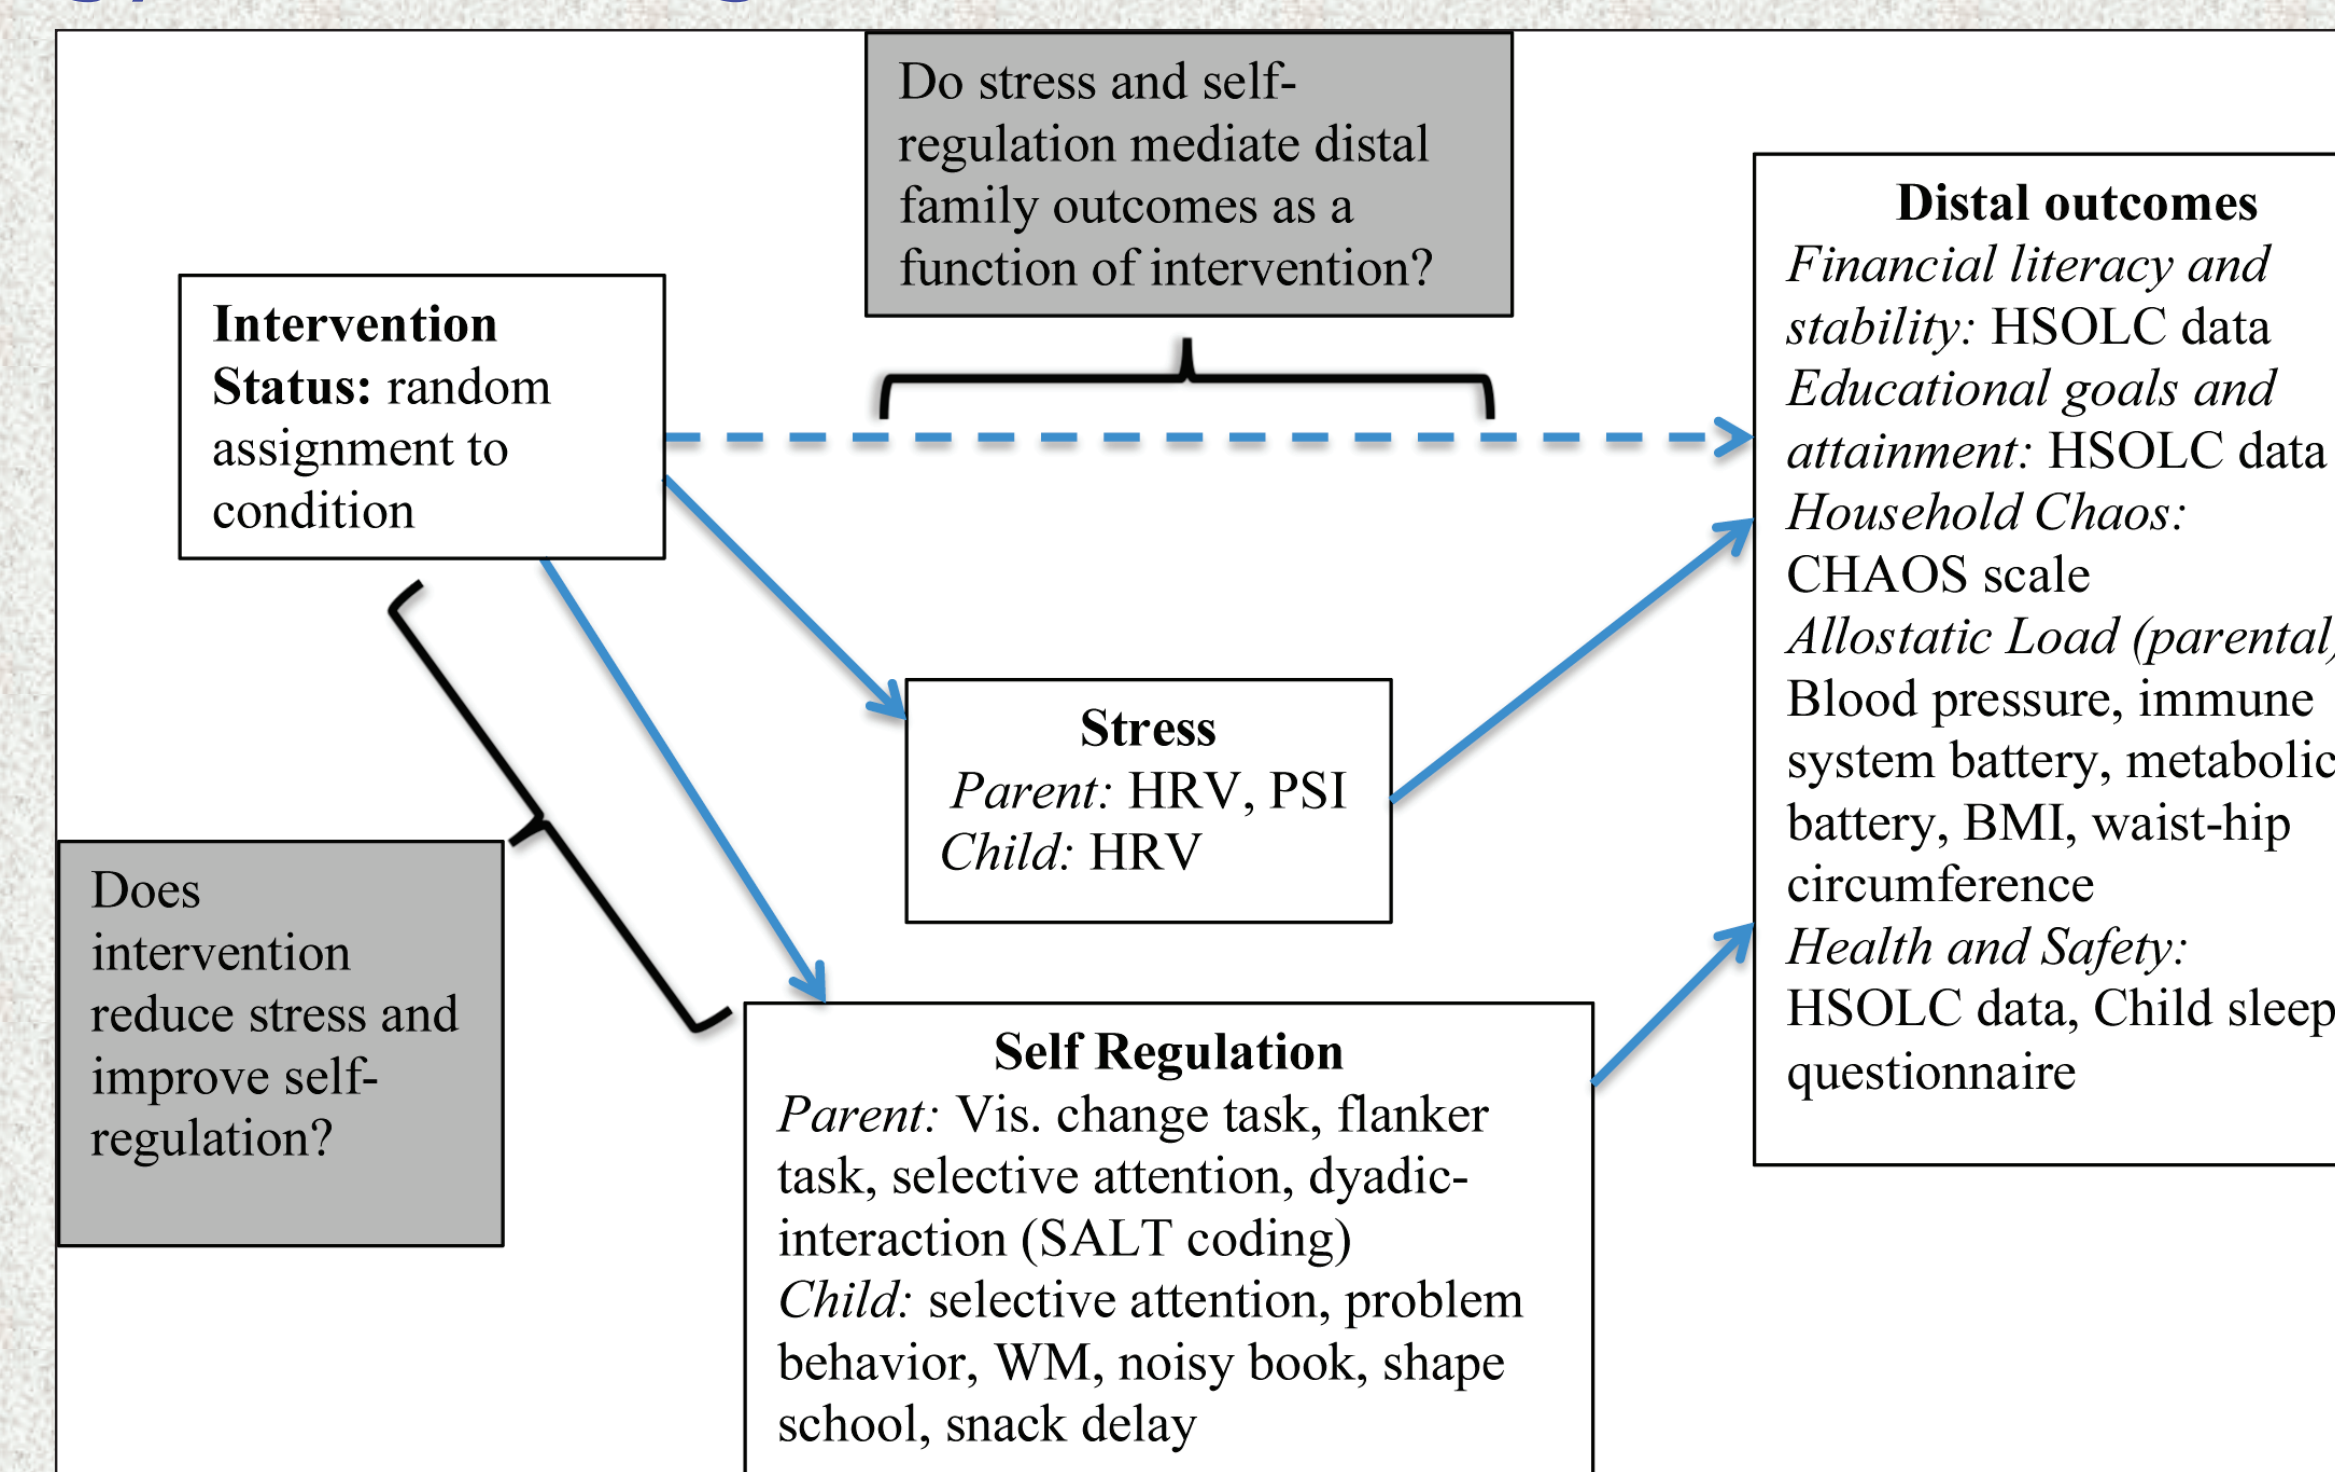 Do stress and self-
regulation mediate distal
family outcomes as a
function of intervention?
Intervention
Status: random
assignment to
condition
Distal outcomes
Financial literacy and
stability: HSOLC data
Educational goals and
attainment: HSOLC data
Household Chaos:
CHAOS scale
Allostatic Load (parental)
Blood pressure, immune
system battery, metabolic
battery, BMI, waist-hip
circumference
Health and Safety:
HSOLC data, Child sleep
questionnaire
Stress
Parent: HRV, PSI
Child: HRV
Does
intervention
reduce stress and
improve self-
regulation?
Self Regulation
Parent: Vis. change task, flanker
task, selective attention, dyadic-
interaction (SALT coding)
Child: selective attention, problem
behavior, WM, noisy book, shape
school, snack delay